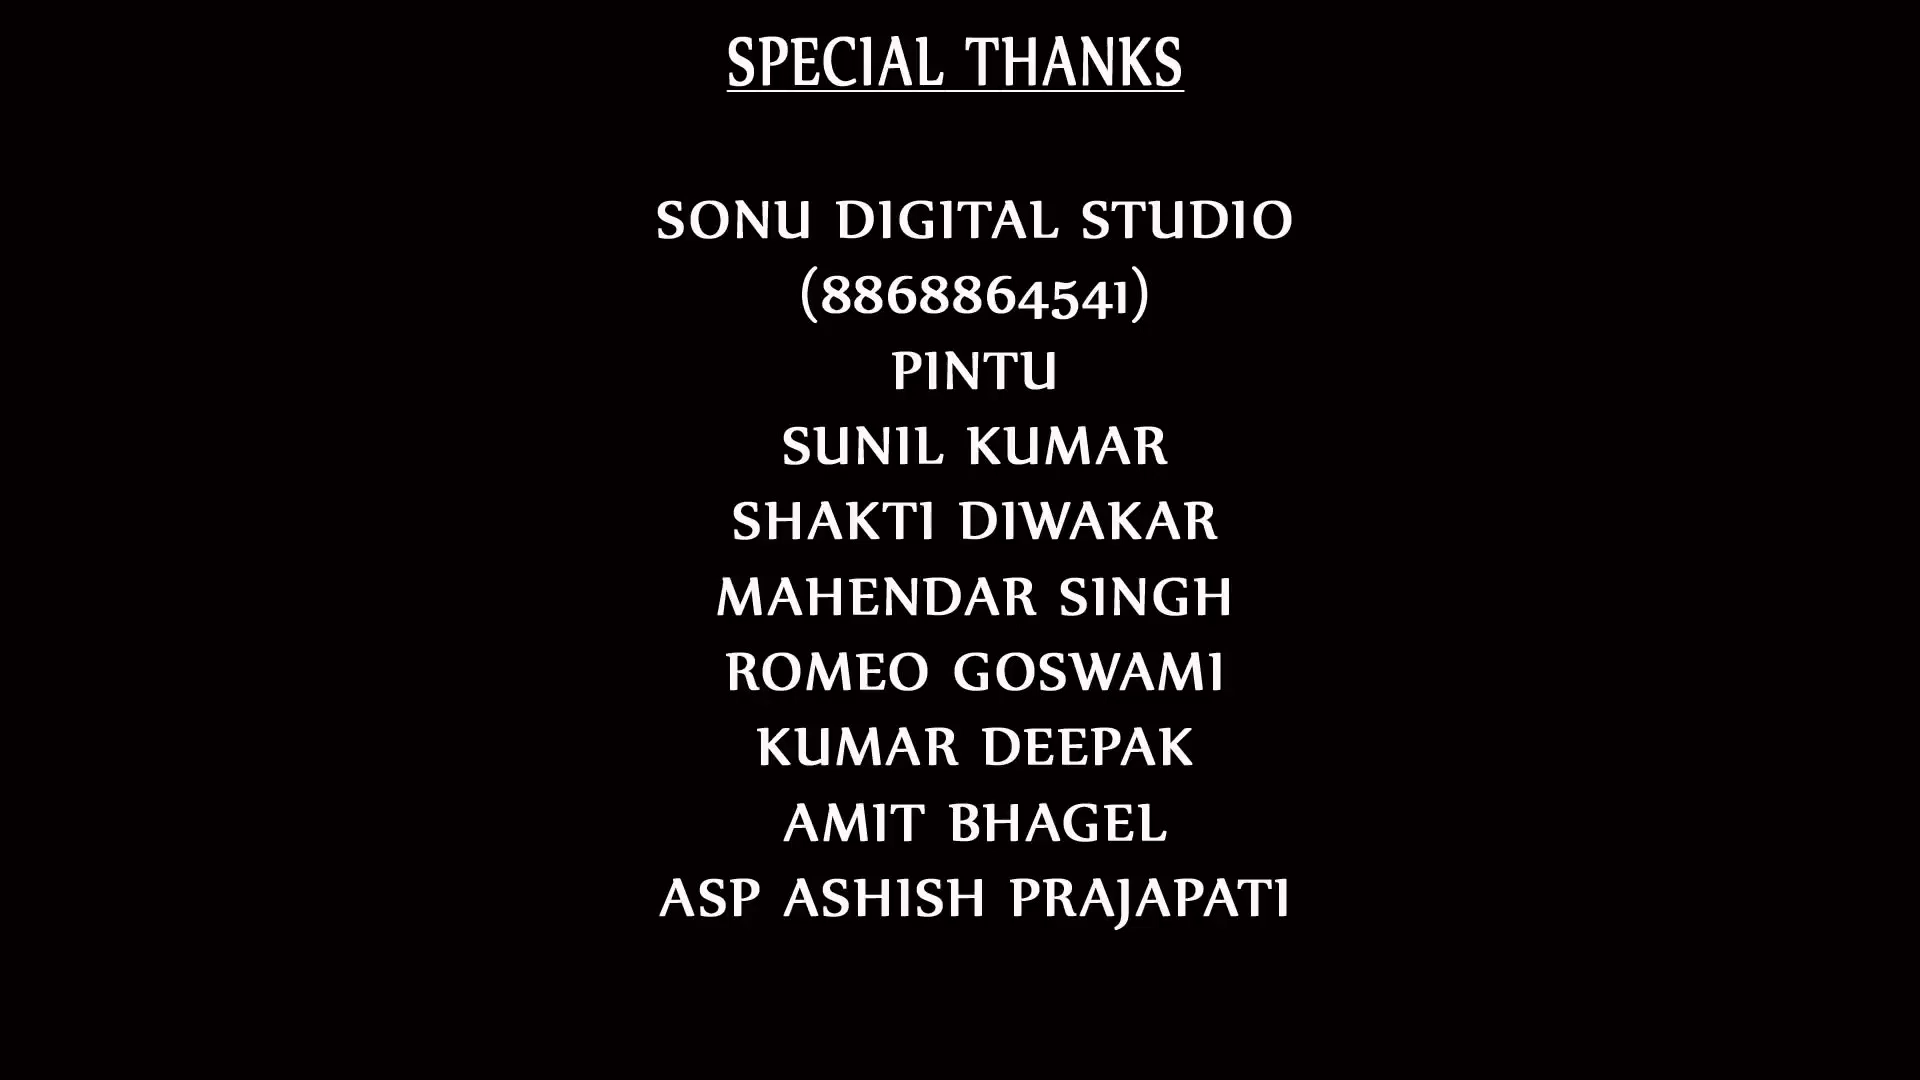 SPECIAL THANKS
SONU DIGITAL STUDIO
(8868864541)
PINTU
SUNIL KUMAR
SHAKTI DIWAKAR
MAHENDAR SINGH
ROMEO GOSWAMI
KUMAR DEEPAK
AMIT BHAGEL
ASP ASHISH PRAJAPATI